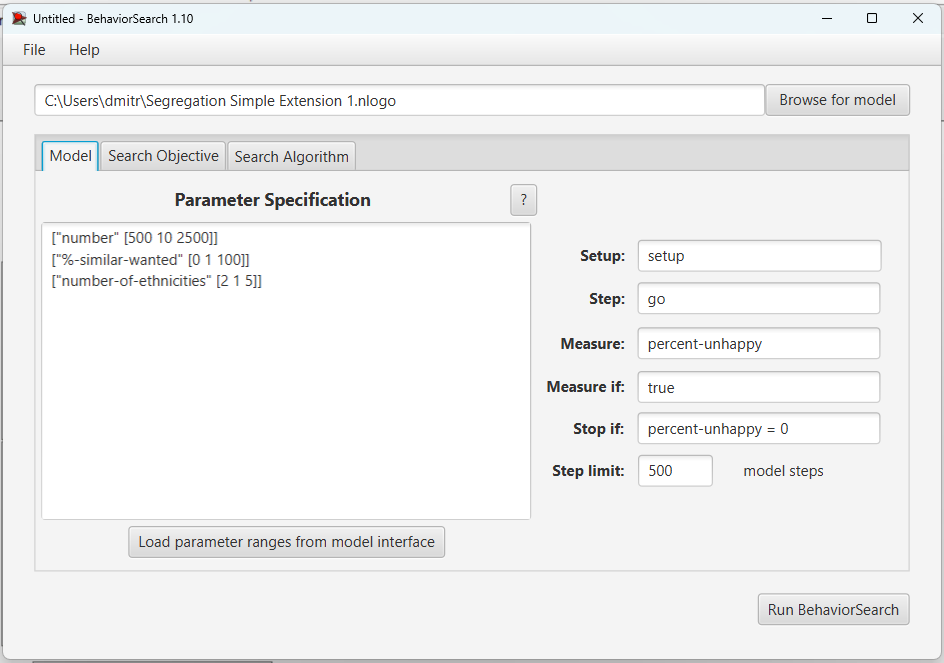 Untitled - BehaviorSearch 1.10
File Help
C:\Users\dmitr\Segregation Simple Extension 1.nlogo
Browse for model
Model
Search Objective
Search Algorithm
Parameter Specification
?
["number" [500 10 2500]]
["%-similar-wanted" [0 1 100]]
["number-of-ethnicities" [2 1 5]]
Load parameter ranges from model interface
Setup: setup
Step: go
Measure: percent-unhappy
Measure if: true
Stop if: percent-unhappy = 0
Step limit: 500 model steps
Run BehaviorSearch